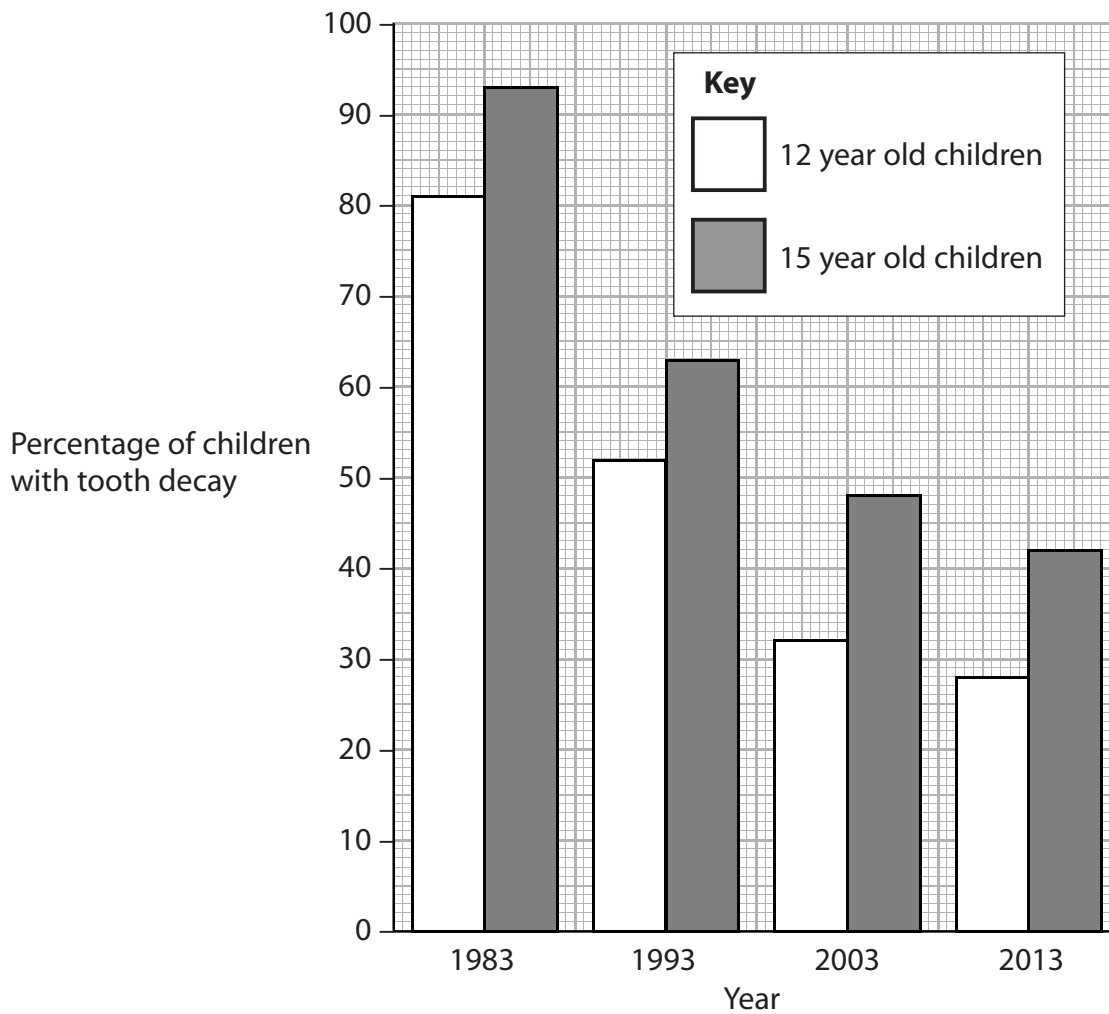 100
90
80
70
60
50
40
30
20
10
0
Percentage of children
with tooth decay
Key
12 year old children
15 year old children
1983 1993 2003 2013
Year